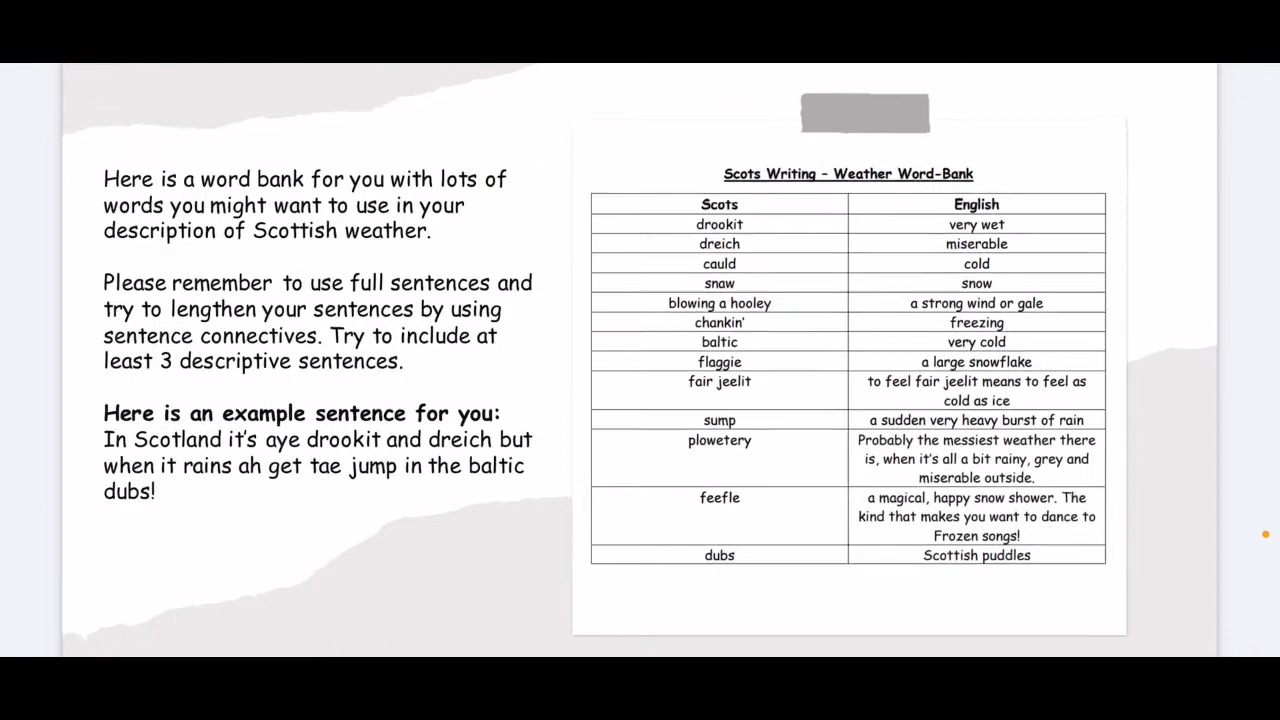 Here is a word bank for you with lots of
words you might want to use in your
description of Scottish weather.
Please remember to use full sentences and
try to lengthen your sentences by using
sentence connectives. Try to include at
least 3 descriptive sentences.
Here is an example sentence for you:
In Scotland it's aye drookit and dreich but
when it rains ah get tae jump in the baltic
dubs!
Scots Writing - Weather Word-Bank
Scots English
drookit very wet
dreich miserable
cauld cold
snaw snow
blowing a hooley a strong wind or gale
chankin' freezing
baltic very cold
flaggie a large snowflake
fair jeelit to feel fair jeelit means to feel as
cold as ice
sump a sudden very heavy burst of rain
plowetery Probably the messiest weather there
is, when it's all a bit rainy, grey and
miserable outside.
feefle a magical, happy snow shower. The
kind that makes you want to dance to
Frozen songs!
dubs Scottish puddles